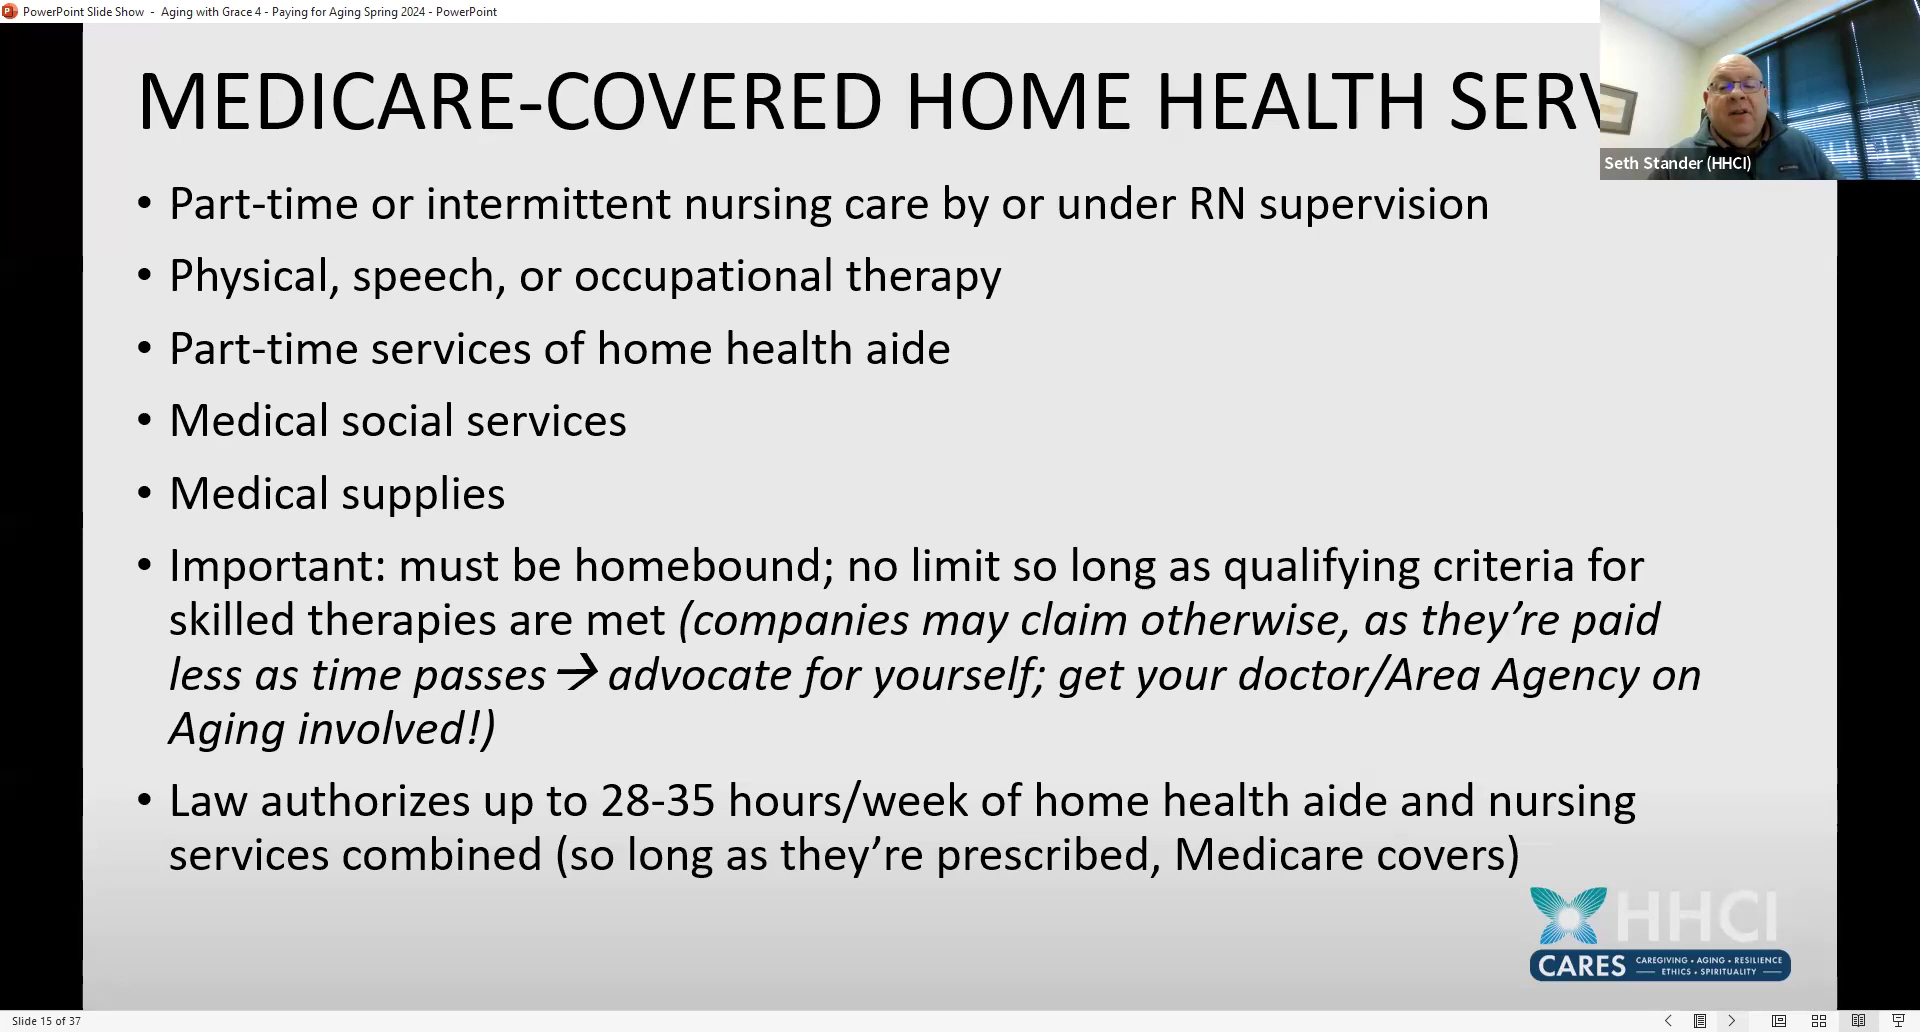 PowerPoint Slide Show - Aging with Grace 4 - Paying for Aging Spring 2024 - PowerPoint
MEDICARE-COVERED HOME HEALTH SERV
Seth Stander (HHCI)
• Part-time or intermittent nursing care by or under RN supervision
• Physical, speech, or occupational therapy
• Part-time services of home health aide
• Medical social services
• Medical supplies
• Important: must be homebound; no limit so long as qualifying criteria for
skilled therapies are met (companies may claim otherwise, as they’re paid
less as time passes→ advocate for yourself; get your doctor/Area Agency on
Aging involved!)
• Law authorizes up to 28-35 hours/week of home health aide and nursing
services combined (so long as they’re prescribed, Medicare covers)
HHCI
CARES
CAREGIVING • AGING • RESILIENCE
ETHICS • SPIRITUALITY
Slide 15 of 37